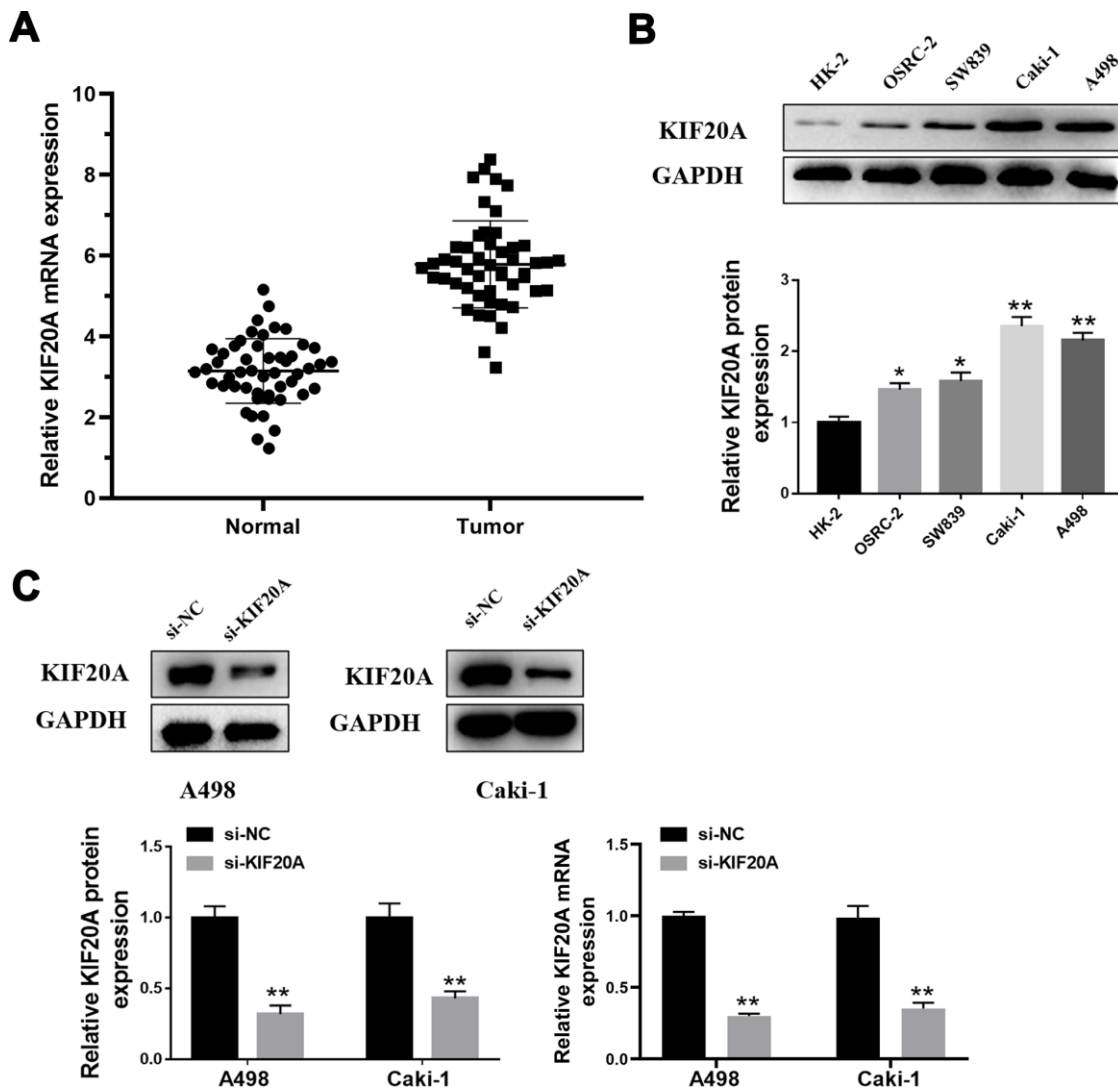 A
Relative KIF20A mRNA expression
10
8
6
4
2
0
Normal Tumor
B
HK-2 OSRC-2 SW839 Caki-1 A498
KIF20A
GAPDH
Relative KIF20A protein
expression
3
2
1
0
* * ** **
HK-2 OSRC-2 SW839 Caki-1 A498
C
si-NC si-KIF20A
KIF20A
GAPDH
A498
si-NC si-KIF20A
KIF20A
GAPDH
Caki-1
Relative KIF20A protein
expression
1.5
1.0
0.5
0.0
si-NC
si-KIF20A
** **
A498 Caki-1
Relative KIF20A mRNA
expression
1.5
1.0
0.5
0.0
si-NC
si-KIF20A
** **
A498 Caki-1